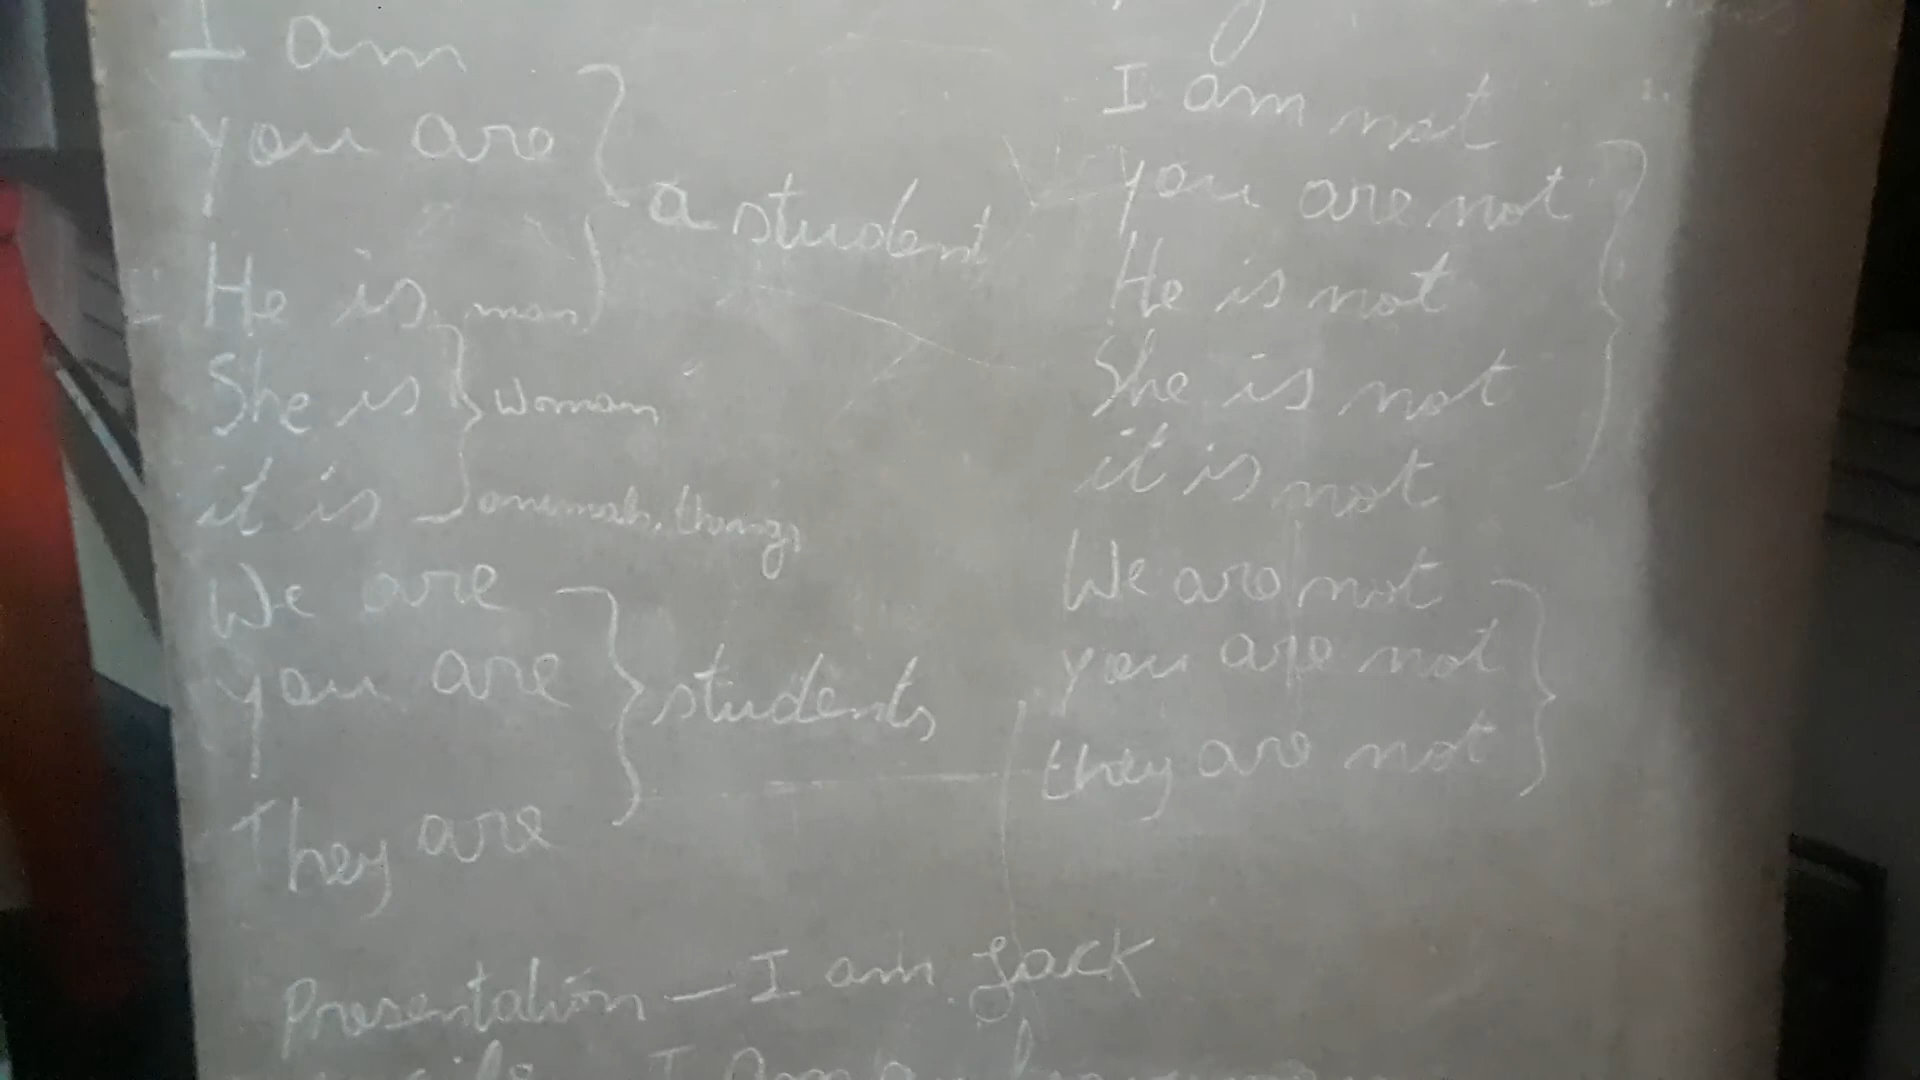 I am
you are
a student
He is man
She is woman
it is animals, things
We are
you are
students
They are
I am not
you are not
He is not
She is not
it is not
We are not
you are not
they are not
Presentation — I am Jack
I am a